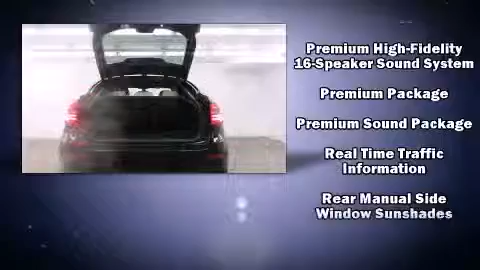 Premium High-Fidelity
16-Speaker Sound System
Premium Package
Premium Sound Package
Real Time Traffic
Information
Rear Manual Side
Window Sunshades